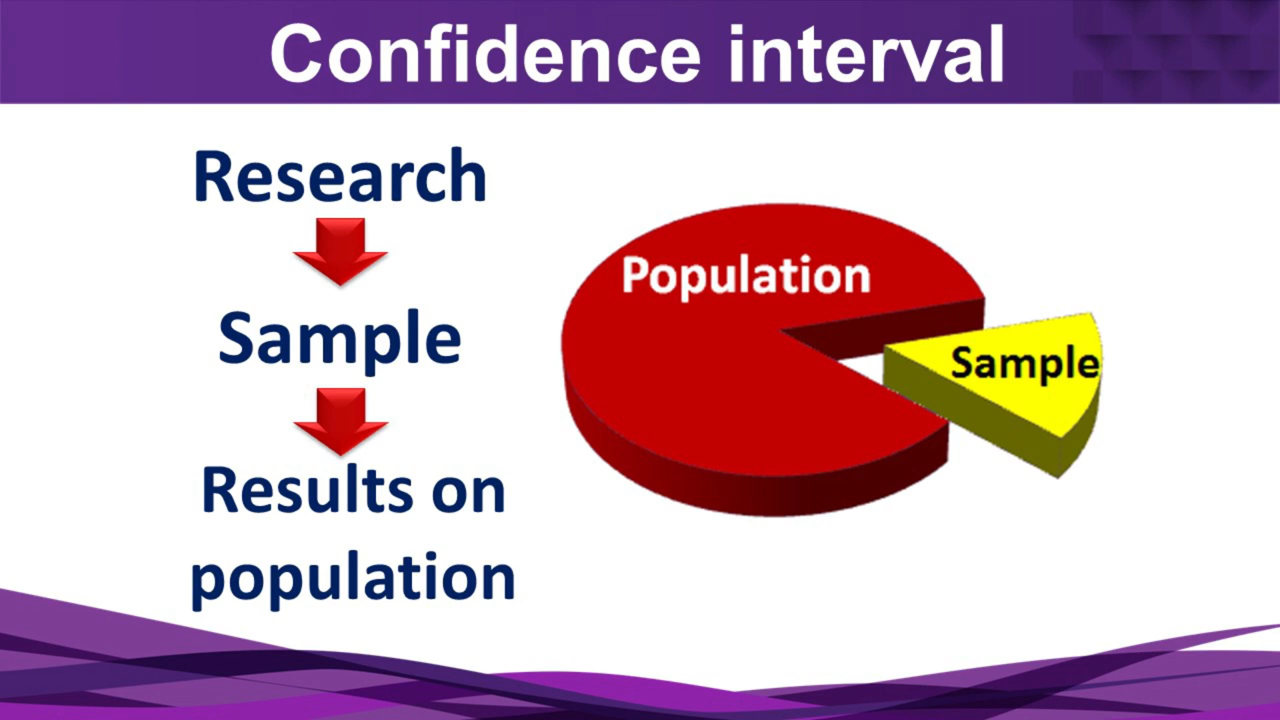 Confidence interval
Research
Sample
Results on
population
Population
Sample